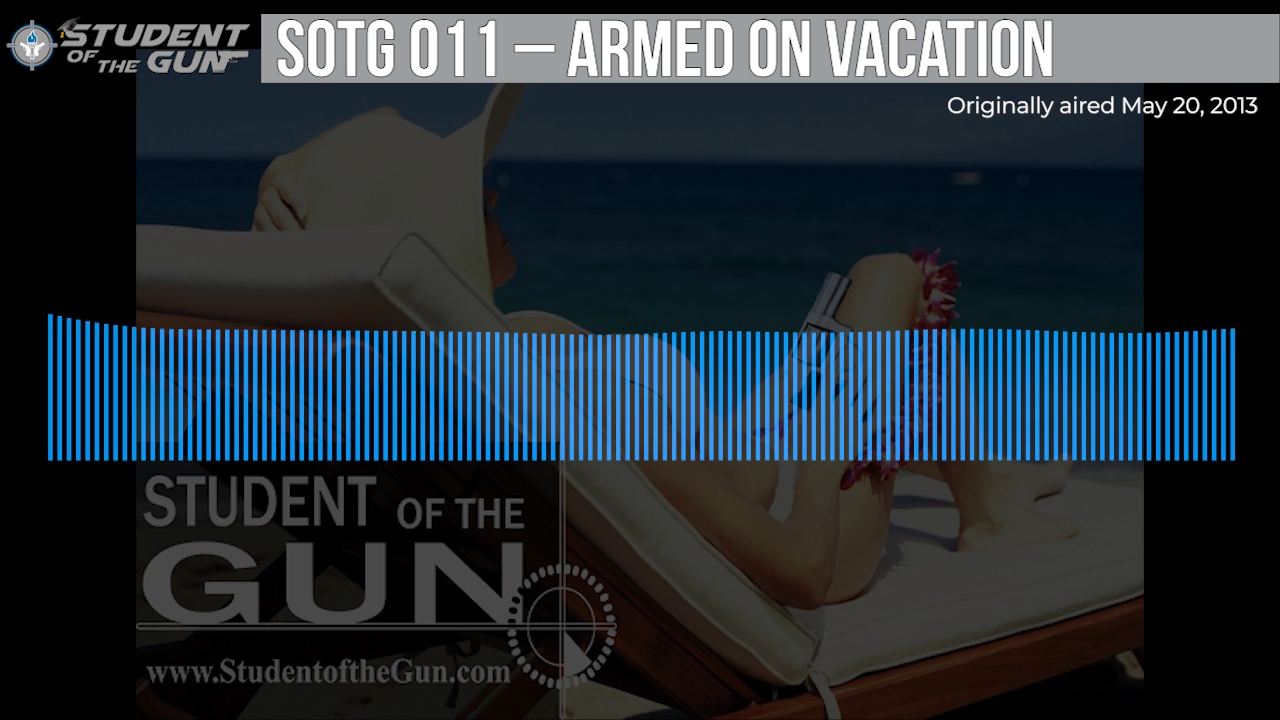 STUDENT
OF THE GUN
SOTG 011 – ARMED ON VACATION
Originally aired May 20, 2013
STUDENT OF THE
GUN
www.StudentoftheGun.com